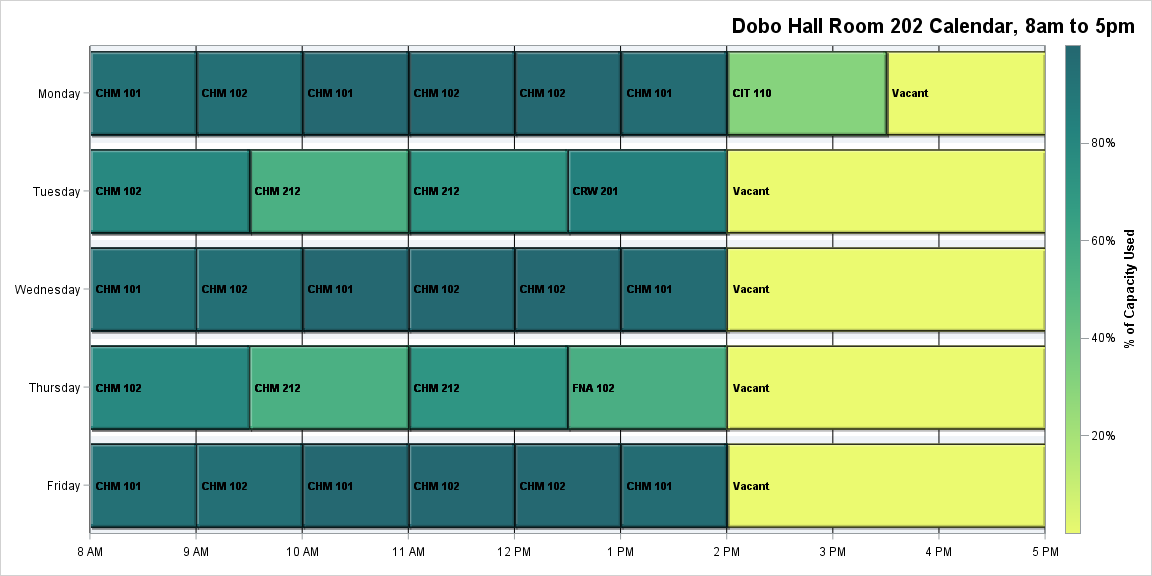 Dobo Hall Room 202 Calendar, 8am to 5pm
Monday CHM 101 CHM 102 CHM 101 CHM 102 CHM 102 CHM 101 CIT 110 Vacant
80%
Tuesday CHM 102 CHM 212 CHM 212 CRW 201 Vacant
60%
% of Capacity Used
Wednesday CHM 101 CHM 102 CHM 101 CHM 102 CHM 102 CHM 101 Vacant
40%
Thursday CHM 102 CHM 212 CHM 212 FNA 102 Vacant
20%
Friday CHM 101 CHM 102 CHM 101 CHM 102 CHM 102 CHM 101 Vacant
8 AM 9 AM 10 AM 11 AM 12 PM 1 PM 2 PM 3 PM 4 PM 5 PM